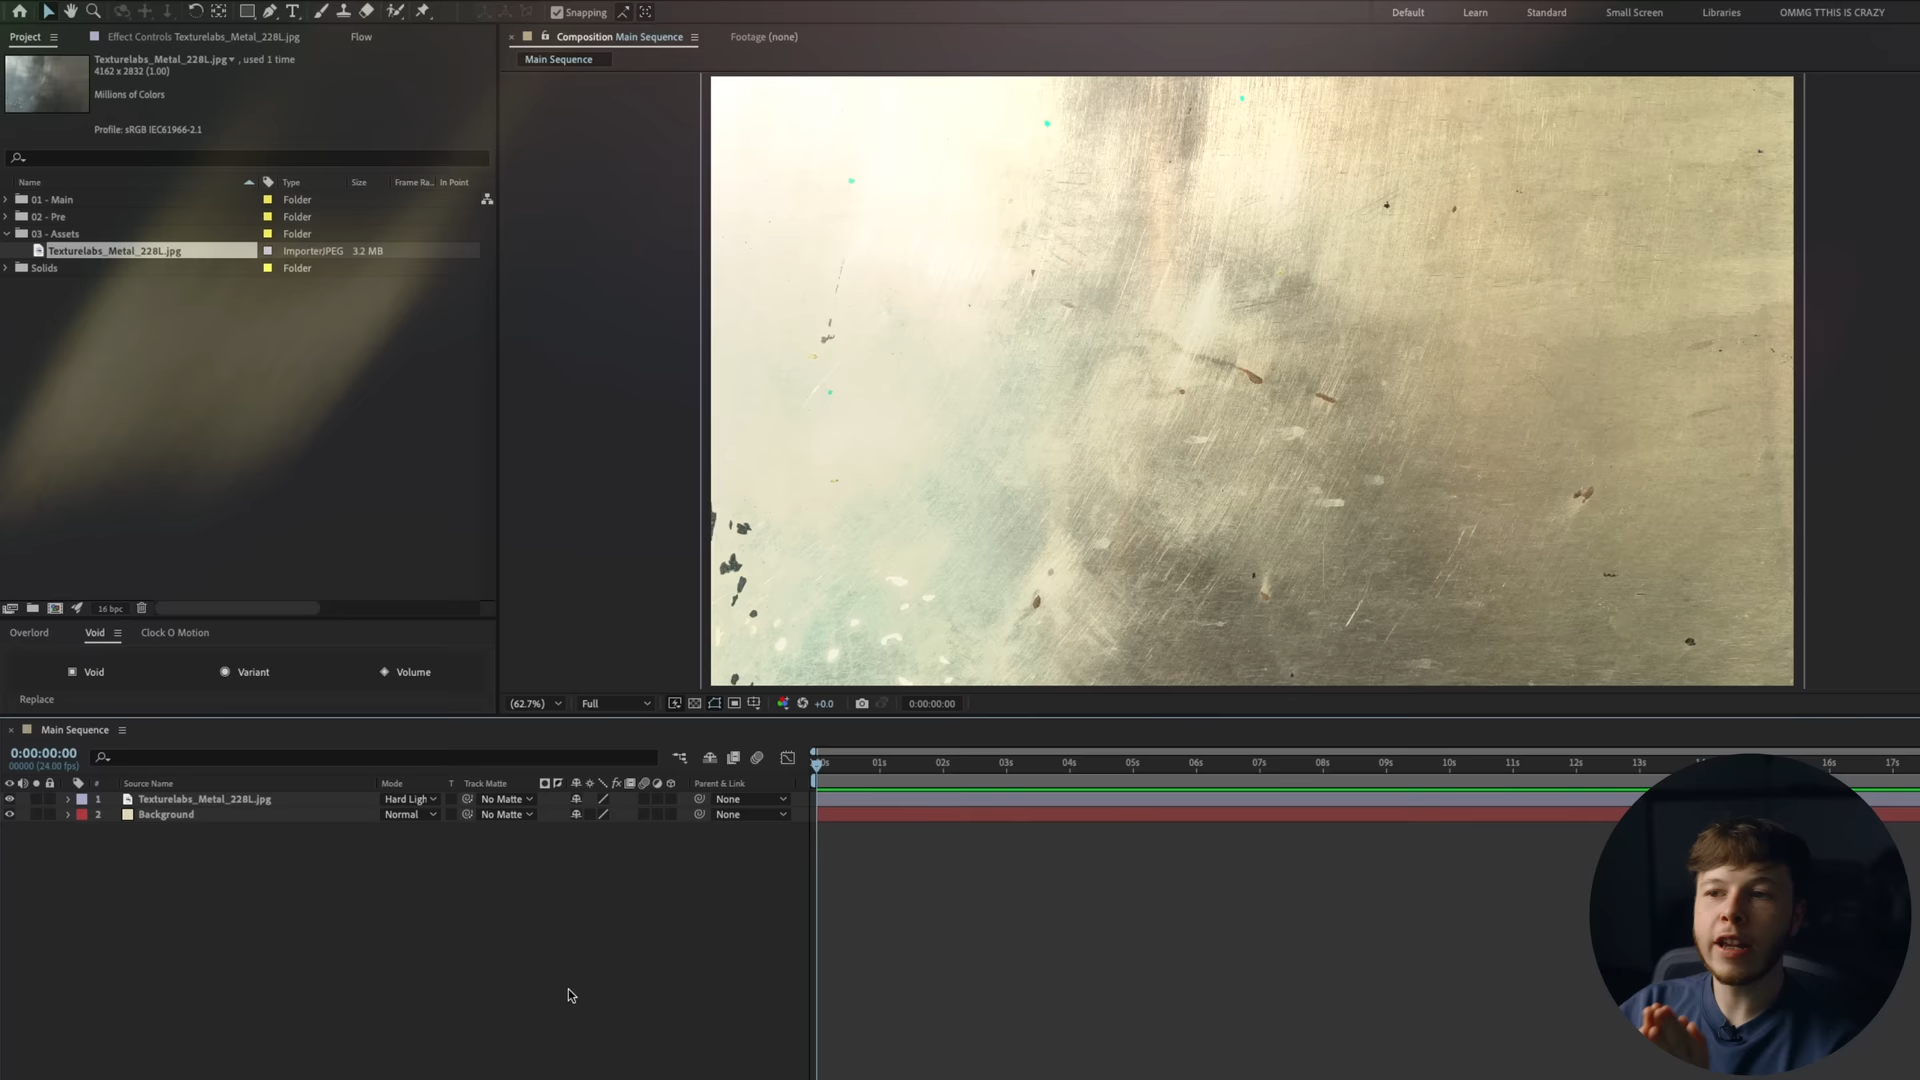 Snapping
Default
Learn
Standard
Small Screen
Libraries
OMMG TTHIS IS CRAZY
Project
Effect Controls Texturelabs_Metal_228L.jpg
Flow
Composition Main Sequence
Footage (none)
Main Sequence
Texturelabs_Metal_228L.jpg , used 1 time
4162 x 2832 (1.00)
Millions of Colors
Profile: sRGB IEC61966-2.1
Name Type Size Frame Ra... In Point
01 - Main Folder
02 - Pre Folder
03 - Assets Folder
Texturelabs_Metal_228L.jpg ImporterJPEG 3.2 MB
Solids Folder
16 bpc
Overlord Void Clock O Motion
Void Variant Volume
Replace
(62.7%) Full +0.0 0:00:00:00
Main Sequence
0:00:00:00
00000 (24.00 fps)
01s 02s 03s 04s 05s 06s 07s 08s 09s 10s 11s 12s 13s 16s 17s
# Source Name Mode T Track Matte fx Parent & Link
1 Texturelabs_Metal_228L.jpg Hard Ligh No Matte None
2 Background Normal No Matte None